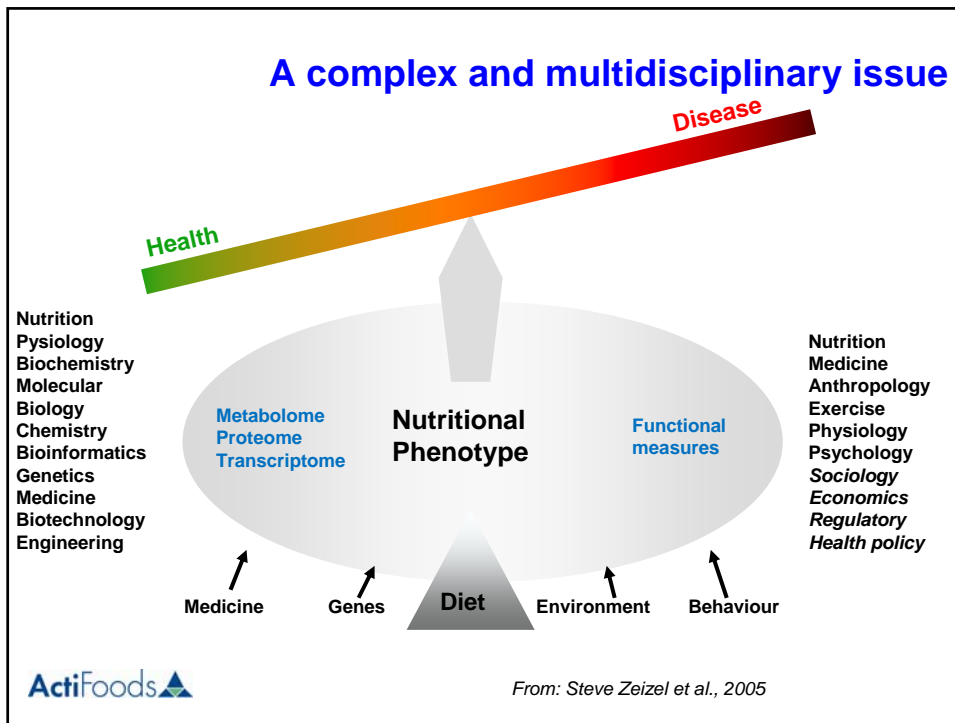 A complex and multidisciplinary issue
Disease
Health
Nutrition
Pysiology
Biochemistry
Molecular
Biology
Chemistry
Bioinformatics
Genetics
Medicine
Biotechnology
Engineering
Metabolome
Proteome
Transcriptome
Nutritional
Phenotype
Functional
measures
Nutrition
Medicine
Anthropology
Exercise
Physiology
Psychology
Sociology
Economics
Regulatory
Health policy
Medicine
Genes
Diet
Environment
Behaviour
ActiFoods
From: Steve Zeizel et al., 2005